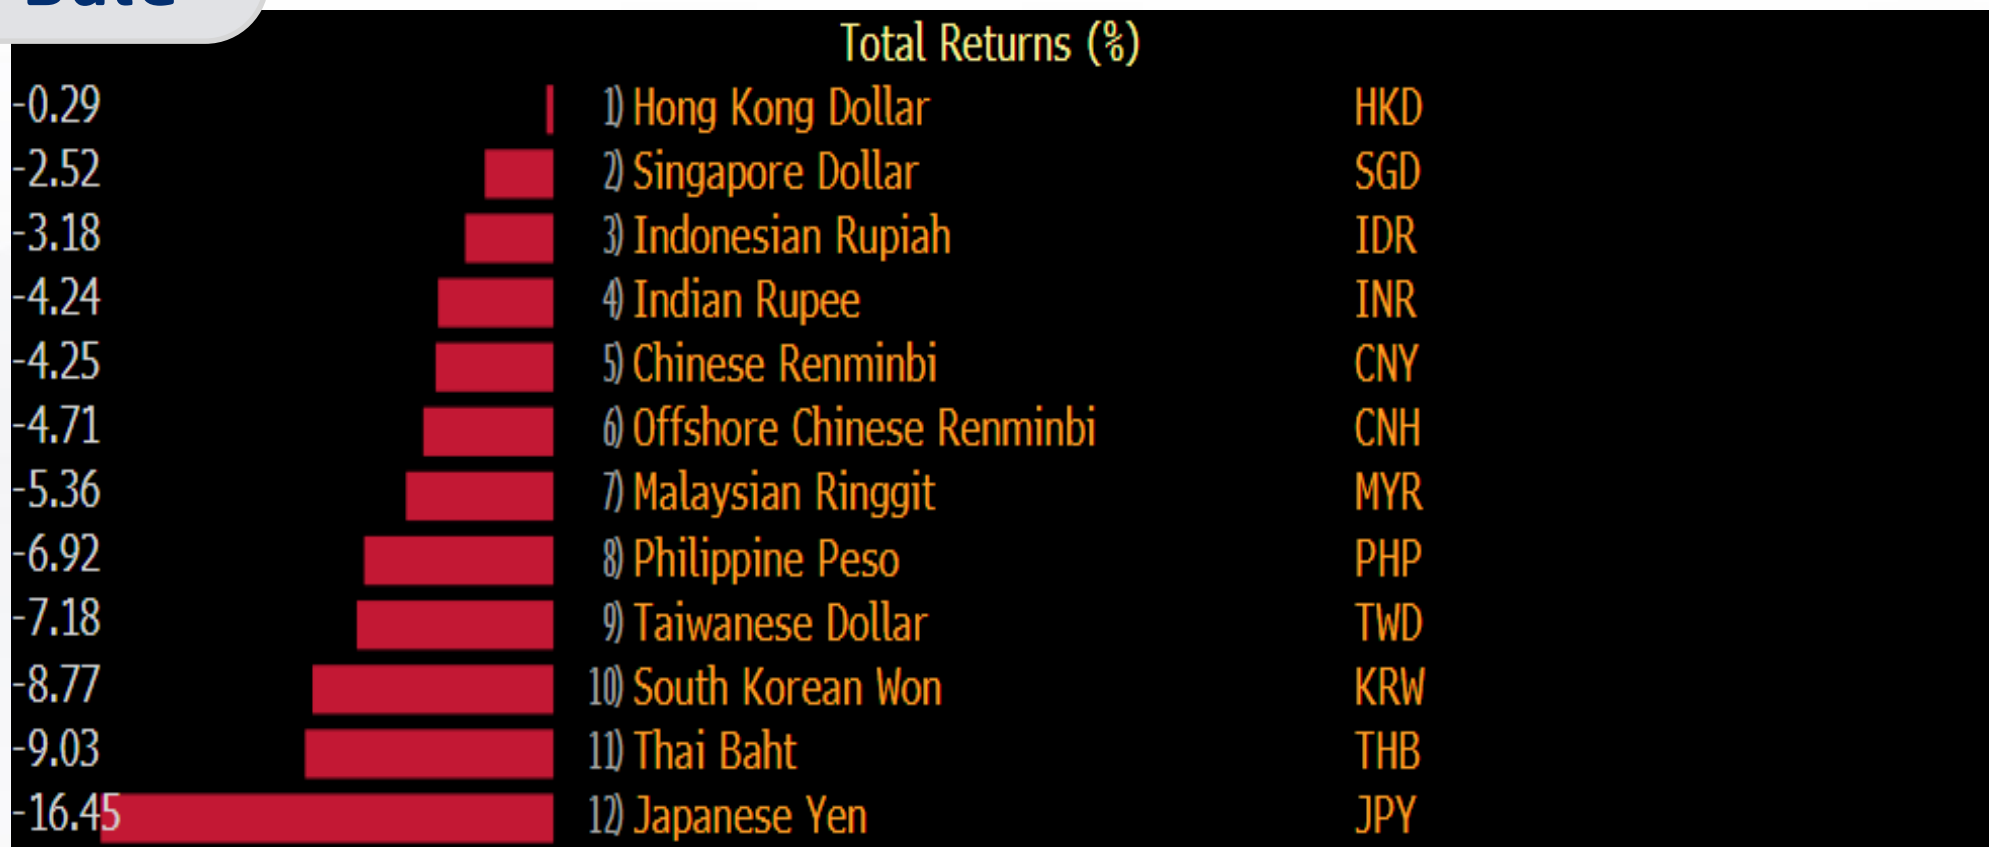 Total Returns (%)
-0.29 1) Hong Kong Dollar HKD
-2.52 2) Singapore Dollar SGD
-3.18 3) Indonesian Rupiah IDR
-4.24 4) Indian Rupee INR
-4.25 5) Chinese Renminbi CNY
-4.71 6) Offshore Chinese Renminbi CNH
-5.36 7) Malaysian Ringgit MYR
-6.92 8) Philippine Peso PHP
-7.18 9) Taiwanese Dollar TWD
-8.77 10) South Korean Won KRW
-9.03 11) Thai Baht THB
-16.45 12) Japanese Yen JPY